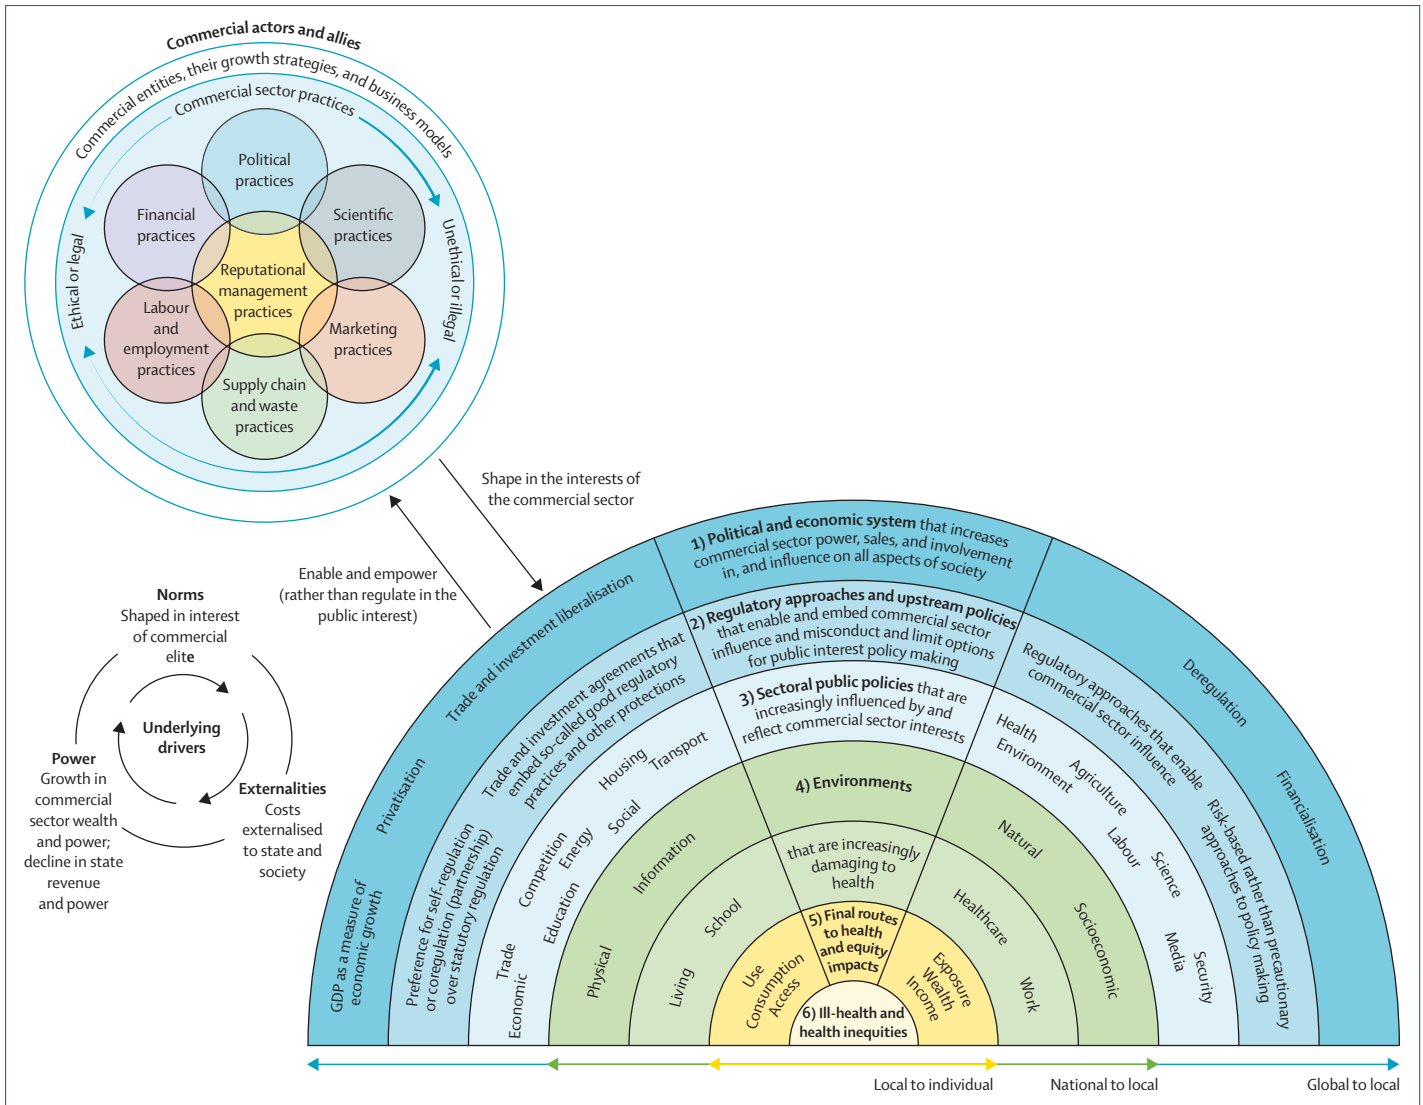 Commercial actors and allies
Commercial entities, their growth strategies, and business models
Commercial sector practices
Ethical or legal
Unethical or illegal
Political
practices
Financial
practices
Scientific
practices
Reputational
management
practices
Labour
and
employment
practices
Marketing
practices
Supply chain
and waste
practices
Shape in the interests of
the commercial sector
Enable and empower
(rather than regulate in the
public interest)
Norms
Shaped in interest
of commercial
elite
Underlying
drivers
Power
Growth in
commercial
sector wealth
and power;
decline in state
revenue
and power
Externalities
Costs
externalised
to state and
society
1) Political and economic system that increases
commercial sector power, sales, and involvement
in, and influence on all aspects of society
GDP as a measure of
economic growth
Privatisation
Trade and investment liberalisation
Deregulation
Financialisation
2) Regulatory approaches and upstream policies
that enable and embed commercial sector
influence and misconduct and limit options
for public interest policy making
Preference for self-regulation
or coregulation (partnership)
over statutory regulation
Trade and investment agreements that
embed so-called good regulatory
practices and other protections
Regulatory approaches that enable
commercial sector influence
Risk-based rather than precautionary
approaches to policy making
3) Sectoral public policies that are
increasingly influenced by and
reflect commercial sector interests
Economic
Trade
Education
Competition
Energy
Social
Housing
Transport
Health
Environment
Agriculture
Labour
Science
Media
Security
4) Environments
Physical
Information
Natural
Socioeconomic
that are increasingly
damaging to
health
Living
School
Healthcare
Work
5) Final routes
to health
and equity
impacts
Use
Consumption
Access
Exposure
Wealth
Income
6) Ill-health and
health inequities
Local to individual
National to local
Global to local